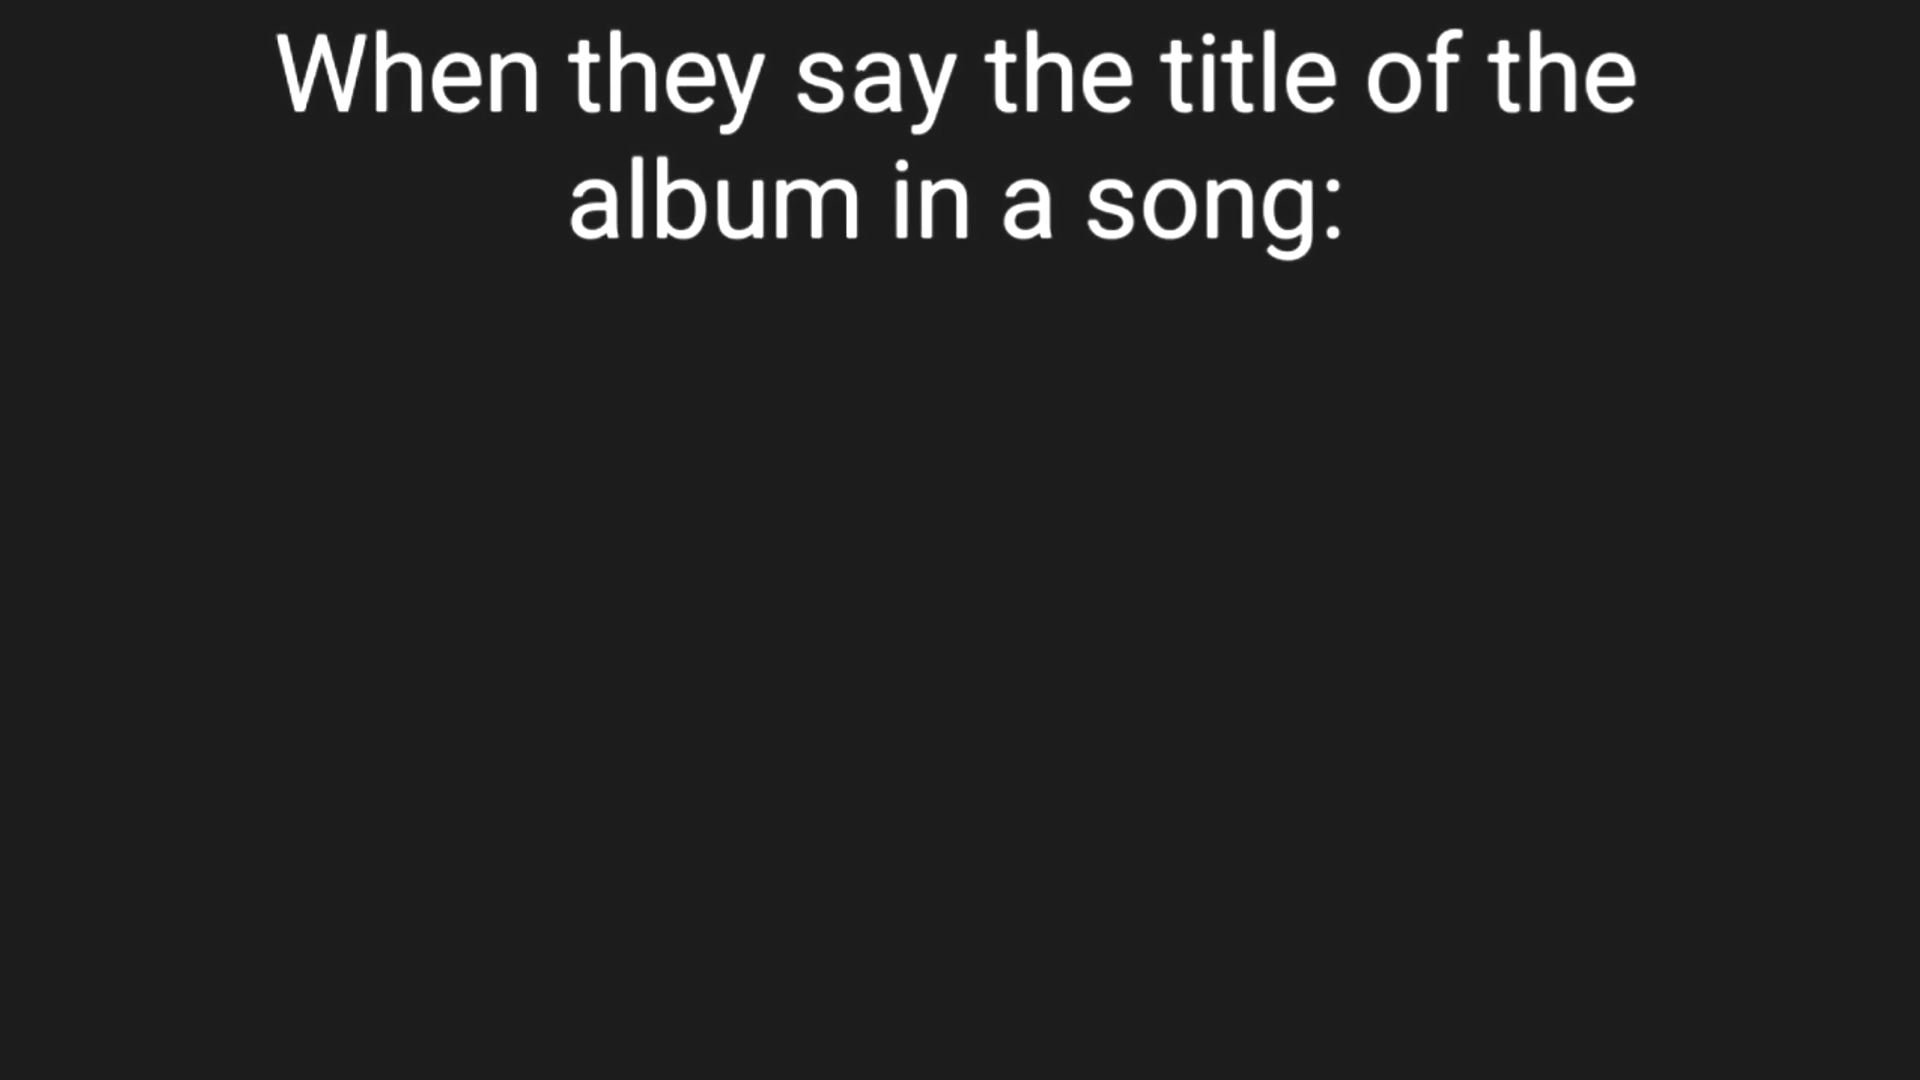 When they say the title of the
album in a song: